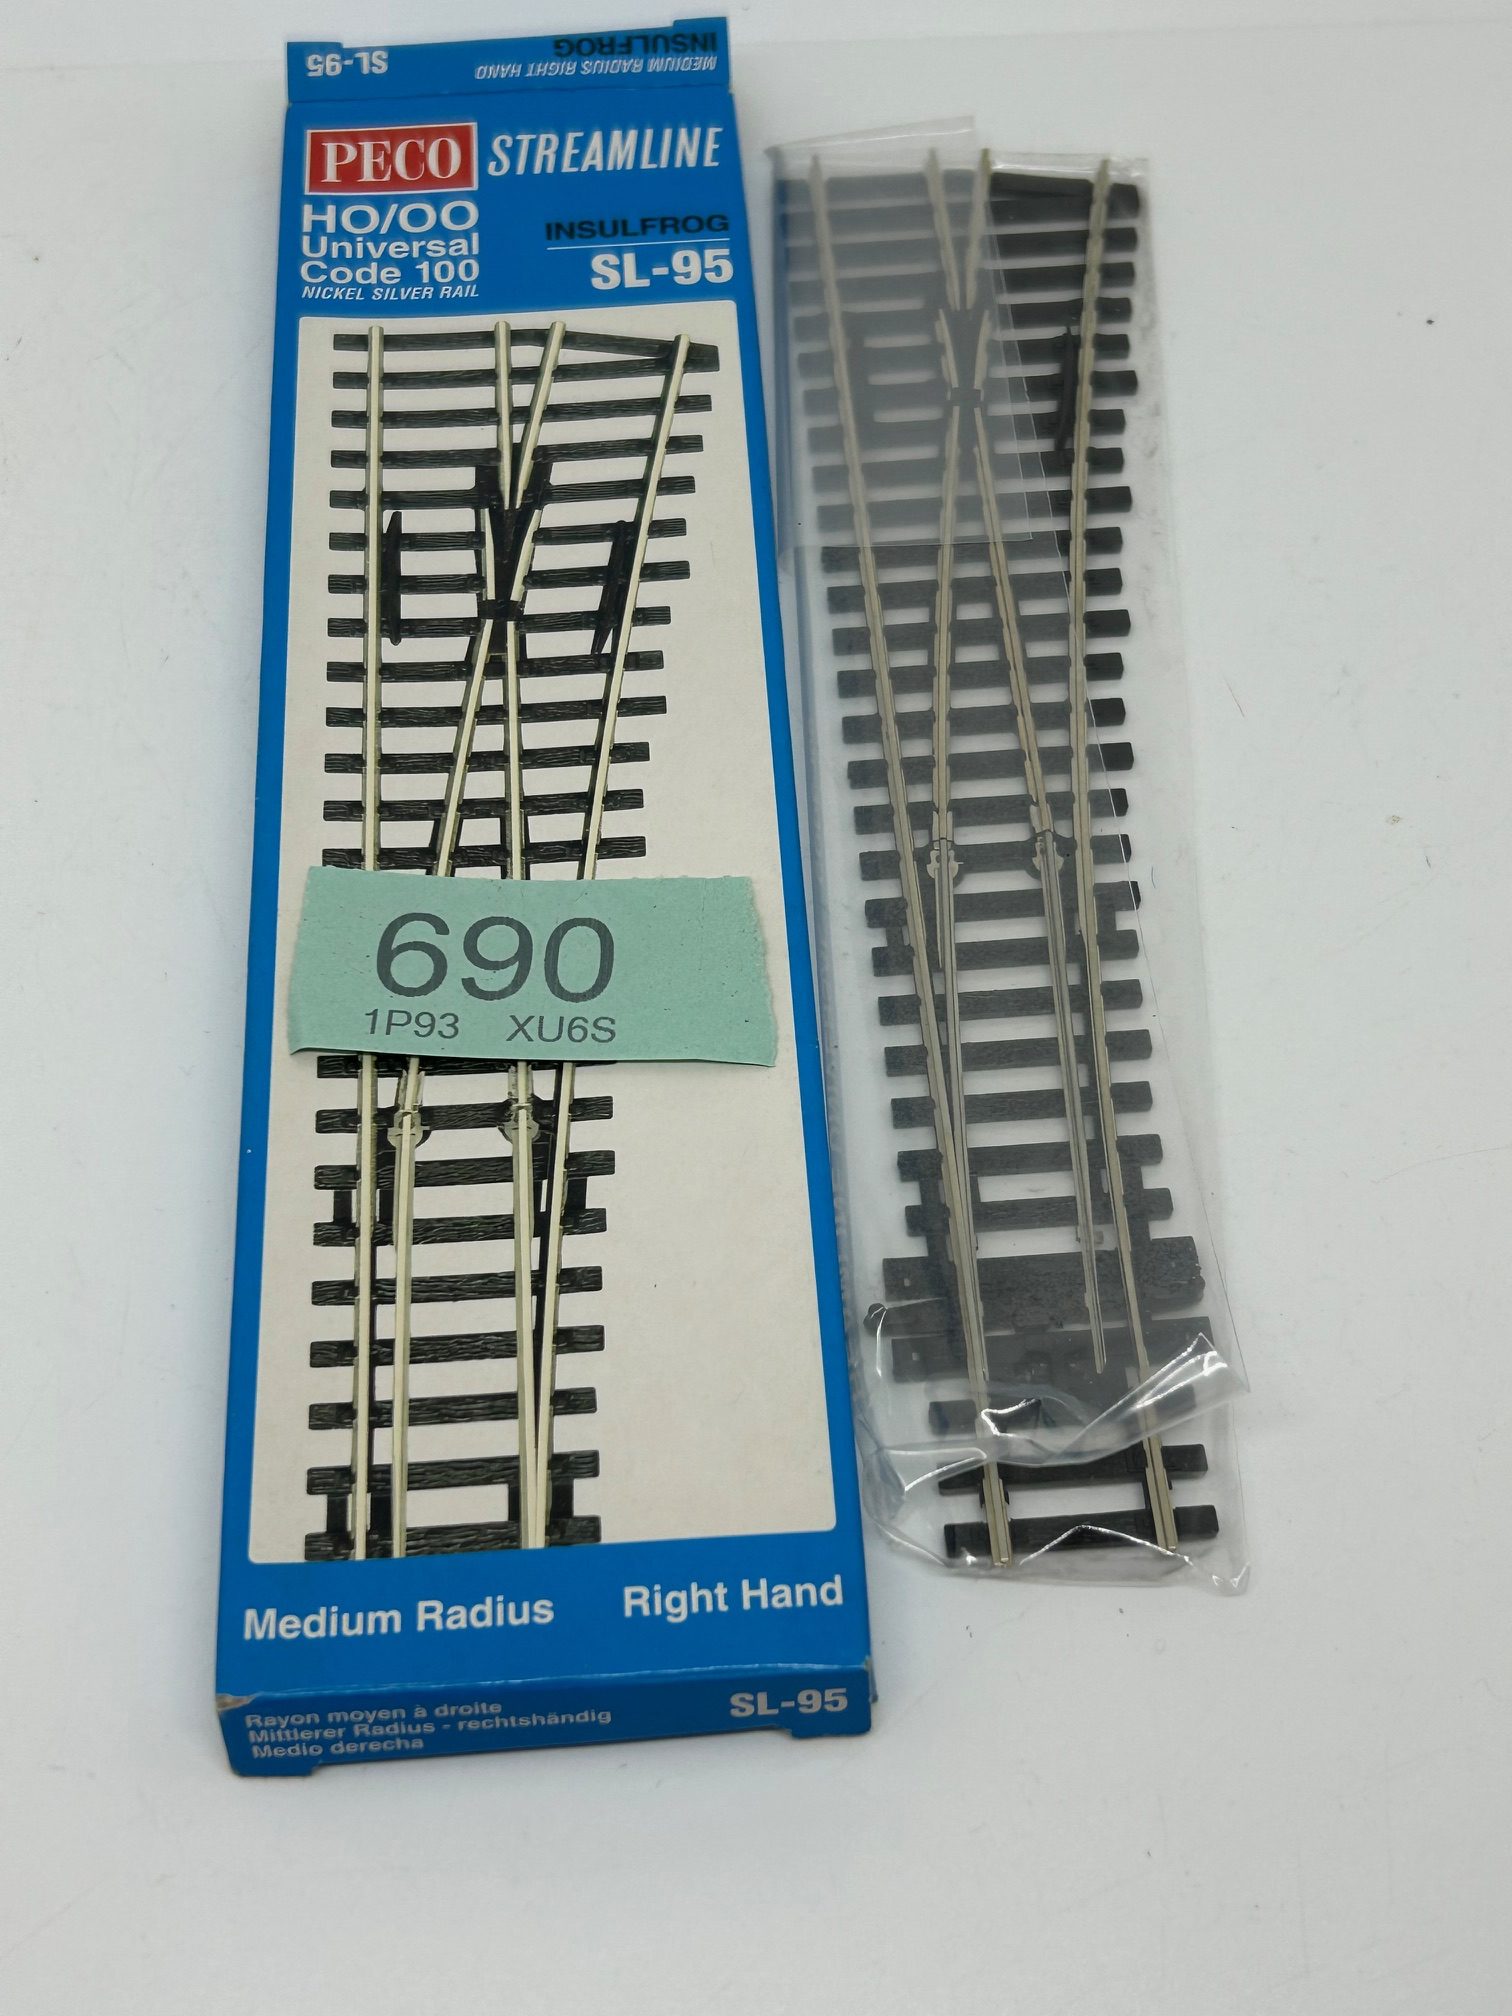 SL-95
INSULFROG
MEDIUM RADIUS RIGHT HAND
PECO STREAMLINE
HO/OO
Universal
Code 100
NICKEL SILVER RAIL
INSULFROG
SL-95
690
1P93 XU6S
Medium Radius Right Hand
Rayon moyen à droite
Mittlerer Radius - rechtshändig
Medio derecha
SL-95